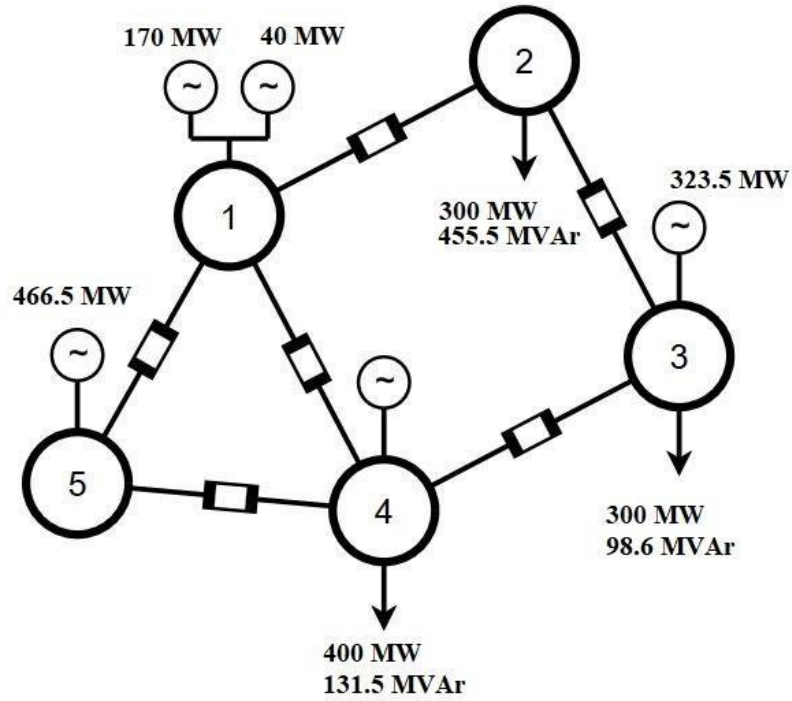 170 MW
40 MW
2
323.5 MW
300 MW
455.5 MVAr
1
466.5 MW
~
~
~
~
~
3
5
4
300 MW
98.6 MVAr
400 MW
131.5 MVAr